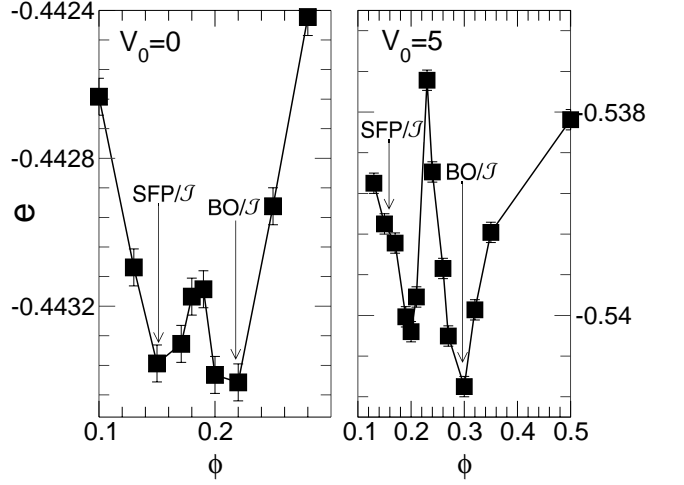 -0.4424
V0=0
V0=5
-0.538
SFP/𝒥
-0.4428
BO/𝒥
SFP/𝒥
BO/𝒥
e
-0.4432
-0.54
0.1
0.2
0.1
0.2
0.3
0.4
0.5
ϕ
ϕ